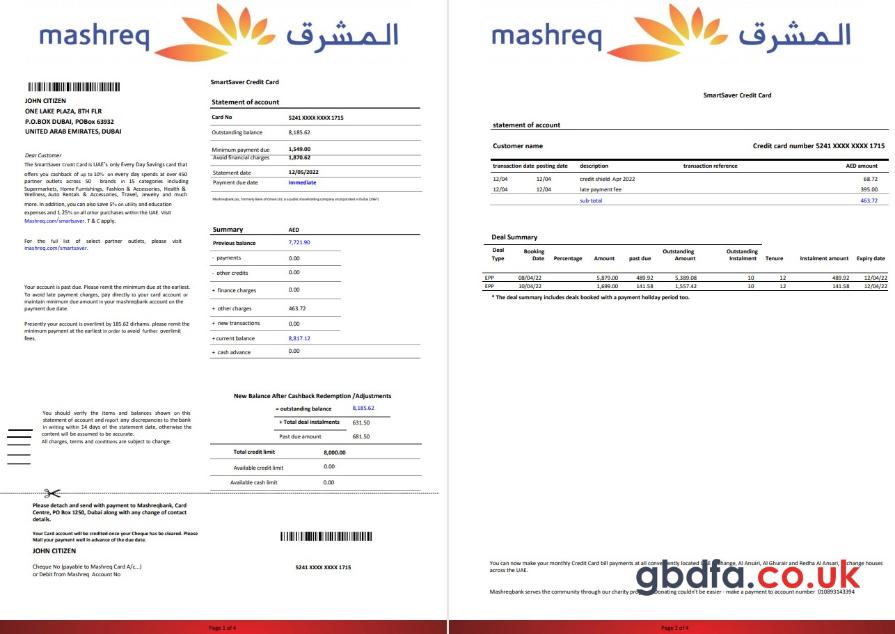 mashreq المشرق
JOHN CITIZEN
ONE LAKE PLAZA, 8TH FLR
P.O.BOX DUBAI, POBox 63932
UNITED ARAB EMIRATES, DUBAI
Dear Customer
The SmartSaver Credit Card is UAE's only Every Day Savings card that
offers you cashback of up to 10% on every day spends at over 450
partner outlets across 50 brands in 15 categories including
Supermarkets, Home Furnishings, Fashion & Accessories, Health &
Wellness, Auto Rentals & Accessories, Travel, Jewelry and much
more. In addition, you can also save 5% on utility and education
expenses and 1.25% on all other purchases within the UAE. Visit
Mashreq.com/smartsaver. T & C apply.
For the full list of select partner outlets, please visit
mashreq.com/smartsaver.
Your account is past due. Please remit the minimum due at the earliest.
To avoid late payment charges, pay directly to your card account or
maintain minimum due amount in your mashreqbank account on the
payment due date.
Presently your account is overlimit by 185.62 dirhams. please remit the
minimum payment at the earliest in order to avoid further overlimit
fees.
You should verify the items and balances shown on this
statement of account and report any discrepancies to the bank
in writing within 14 days of the statement date, otherwise the
content will be assumed to be accurate.
All charges, terms and conditions are subject to change.
SmartSaver Credit Card
Statement of account
Card No 5241 XXXX XXXX 1715
Outstanding balance 8,185.62
Minimum payment due 1,549.00
Avoid financial charges 1,870.62
Statement date 12/05/2022
Payment due date Immediate
Summary AED
Previous balance 7,721.90
- payments 0.00
- other credits 0.00
+ finance charges 0.00
+ other charges 463.72
+ new transactions 0.00
+ current balance 8,817.12
+ cash advance 0.00
New Balance After Cashback Redemption /Adjustments
= outstanding balance 8,185.62
+ Total deal instalments 631.50
Past due amount 681.50
Total credit limit 8,000.00
Available credit limit 0.00
Available cash limit 0.00
Please detach and send with payment to Mashreqbank, Card
Centre, PO Box 1250, Dubai along with any change of contact
details.
Your Card account will be credited once your Cheque has be cleared. Please
Mail your payment well in advance of the due date.
JOHN CITIZEN
Cheque No (payable to Mashreq Card A/c...)
or Debit from Mashreq Account No
5241 XXXX XXXX 1715
Page 1 of 4
mashreq المشرق
SmartSaver Credit Card
statement of account
Customer name Credit card number 5241 XXXX XXXX 1715
transaction date posting date description transaction reference AED amount
12/04 12/04 credit shield Apr 2022 68.72
12/04 12/04 late payment fee 395.00
sub total 463.72
Deal Summary
Deal Type Booking Date Percentage Amount past due Outstanding Amount Outstanding Instalment Tenure Instalment amount Expiry date
EPP 08/04/22 5,879.00 489.92 5,389.08 10 12 489.92 12/04/22
EPP 10/04/22 1,699.00 141.58 1,557.42 10 12 141.58 12/04/22
* The deal summary includes deals booked with a payment holiday period too.
You can now make your monthly Credit card bill payments at all conveniently located Exchange, Al Ansari, Al Ghurair and Redha Al Ansari, Exchange houses
across the UAE.
Mashreqbank serves the community through our charity Donating couldn't be easier - make a payment to account number 010893143394
gbdfa.co.uk
Page 2 of 4